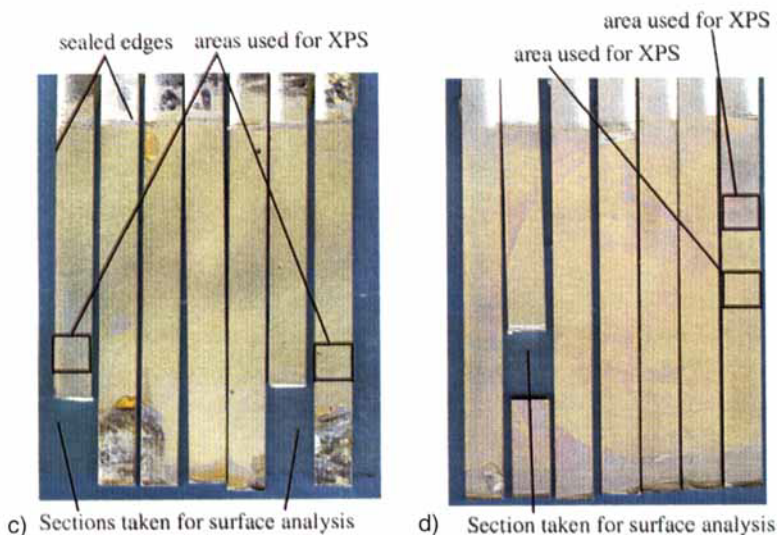 sealed edges
areas used for XPS
area used for XPS
area used for XPS
c) Sections taken for surface analysis
d) Section taken for surface analysis